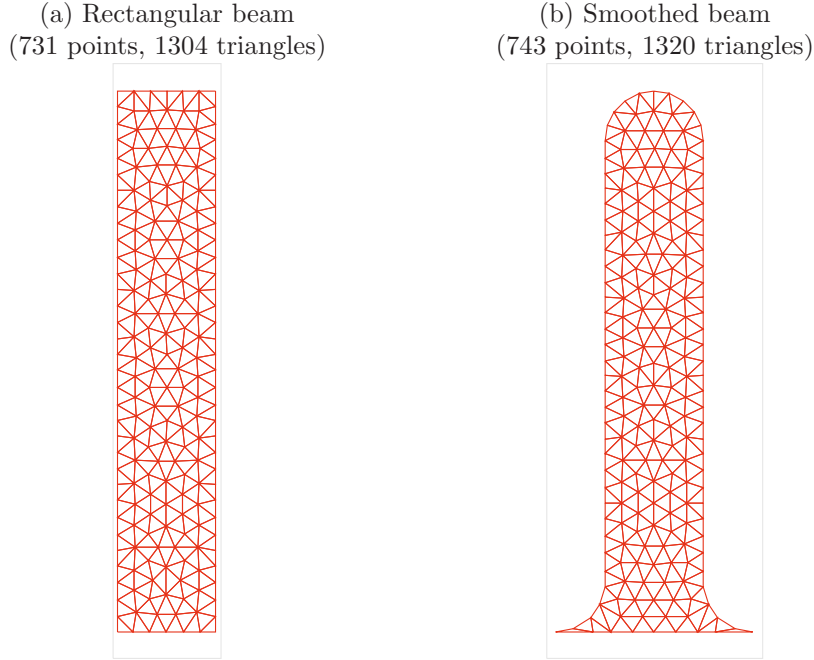 (a) Rectangular beam
(731 points, 1304 triangles)
(b) Smoothed beam
(743 points, 1320 triangles)